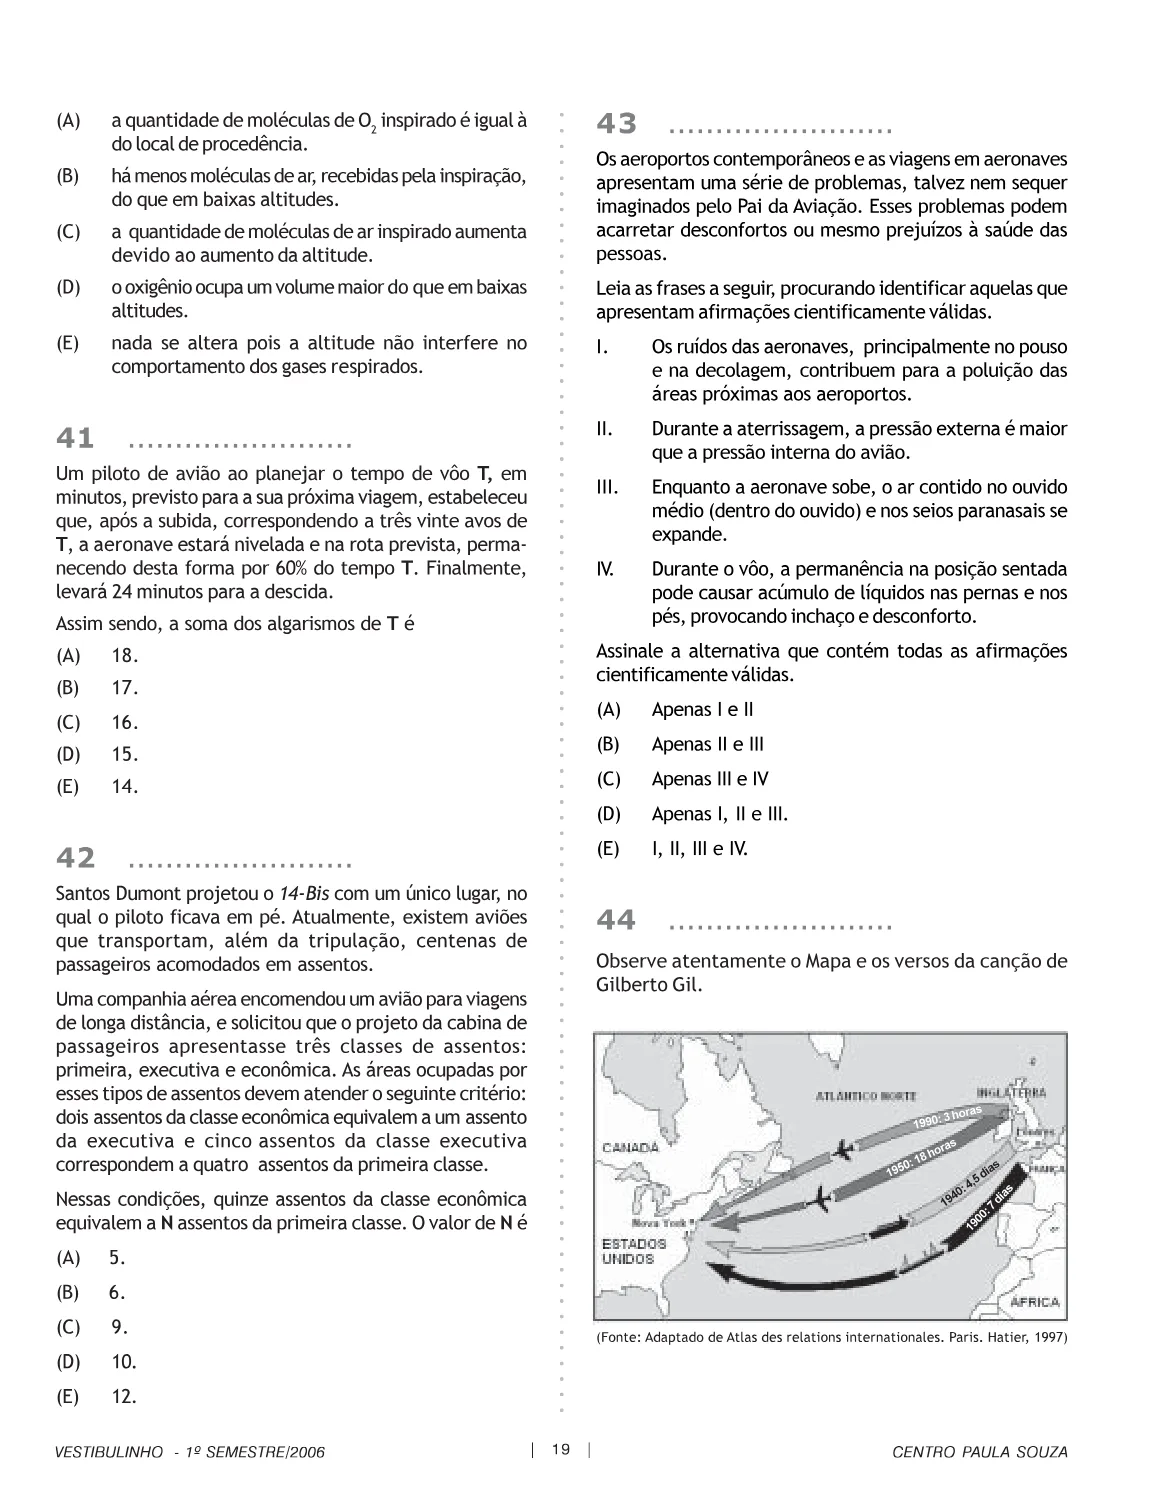 (A) a quantidade de moléculas de O2 inspirado é igual à
do local de procedência.
(B) há menos moléculas de ar, recebidas pela inspiração,
do que em baixas altitudes.
(C) a quantidade de moléculas de ar inspirado aumenta
devido ao aumento da altitude.
(D) o oxigênio ocupa um volume maior do que em baixas
altitudes.
(E) nada se altera pois a altitude não interfere no
comportamento dos gases respirados.
41 ........................
Um piloto de avião ao planejar o tempo de vôo T, em
minutos, previsto para a sua próxima viagem, estabeleceu
que, após a subida, correspondendo a três vinte avos de
T, a aeronave estará nivelada e na rota prevista, perma-
necendo desta forma por 60% do tempo T. Finalmente,
levará 24 minutos para a descida.
Assim sendo, a soma dos algarismos de T é
(A) 18.
(B) 17.
(C) 16.
(D) 15.
(E) 14.
42 ........................
Santos Dumont projetou o 14-Bis com um único lugar, no
qual o piloto ficava em pé. Atualmente, existem aviões
que transportam, além da tripulação, centenas de
passageiros acomodados em assentos.
Uma companhia aérea encomendou um avião para viagens
de longa distância, e solicitou que o projeto da cabina de
passageiros apresentasse três classes de assentos:
primeira, executiva e econômica. As áreas ocupadas por
esses tipos de assentos devem atender o seguinte critério:
dois assentos da classe econômica equivalem a um assento
da executiva e cinco assentos da classe executiva
correspondem a quatro assentos da primeira classe.
Nessas condições, quinze assentos da classe econômica
equivalem a N assentos da primeira classe. O valor de N é
(A) 5.
(B) 6.
(C) 9.
(D) 10.
(E) 12.
43 ........................
Os aeroportos contemporâneos e as viagens em aeronaves
apresentam uma série de problemas, talvez nem sequer
imaginados pelo Pai da Aviação. Esses problemas podem
acarretar desconfortos ou mesmo prejuízos à saúde das
pessoas.
Leia as frases a seguir, procurando identificar aquelas que
apresentam afirmações cientificamente válidas.
I. Os ruídos das aeronaves, principalmente no pouso
e na decolagem, contribuem para a poluição das
áreas próximas aos aeroportos.
II. Durante a aterrissagem, a pressão externa é maior
que a pressão interna do avião.
III. Enquanto a aeronave sobe, o ar contido no ouvido
médio (dentro do ouvido) e nos seios paranasais se
expande.
IV. Durante o vôo, a permanência na posição sentada
pode causar acúmulo de líquidos nas pernas e nos
pés, provocando inchaço e desconforto.
Assinale a alternativa que contém todas as afirmações
cientificamente válidas.
(A) Apenas I e II
(B) Apenas II e III
(C) Apenas III e IV
(D) Apenas I, II e III.
(E) I, II, III e IV.
44 ........................
Observe atentamente o Mapa e os versos da canção de
Gilberto Gil.
ATLÂNTICO NORTE
INGLATERRA
1990: 3 horas
Londres
CANADÁ
1950: 18 horas
FRANÇA
1940: 4,5 dias
1900: 7 dias
Nova York
ESTADOS
UNIDOS
ÁFRICA
(Fonte: Adaptado de Atlas des relations internationales. Paris. Hatier, 1997)
VESTIBULINHO - 1º SEMESTRE/2006
| 19 |
CENTRO PAULA SOUZA